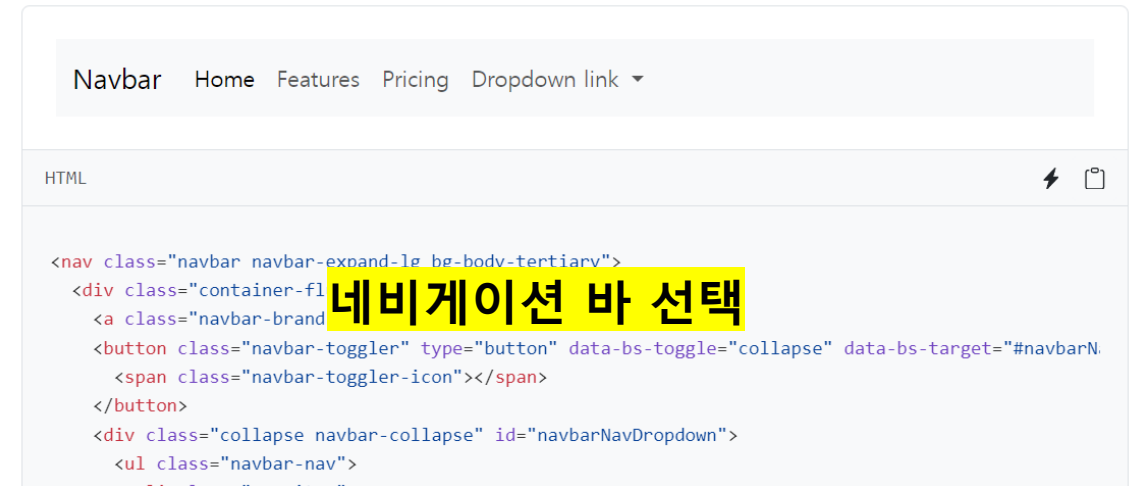 Navbar Home Features Pricing Dropdown link
HTML
<nav class="navbar navbar-expand-lg bg-body-tertiary">
<div class="container-fl
<a class="navbar-brand
네비게이션 바 선택
<button class="navbar-toggler" type="button" data-bs-toggle="collapse" data-bs-target="#navbarN
<span class="navbar-toggler-icon"></span>
</button>
<div class="collapse navbar-collapse" id="navbarNavDropdown">
<ul class="navbar-nav">